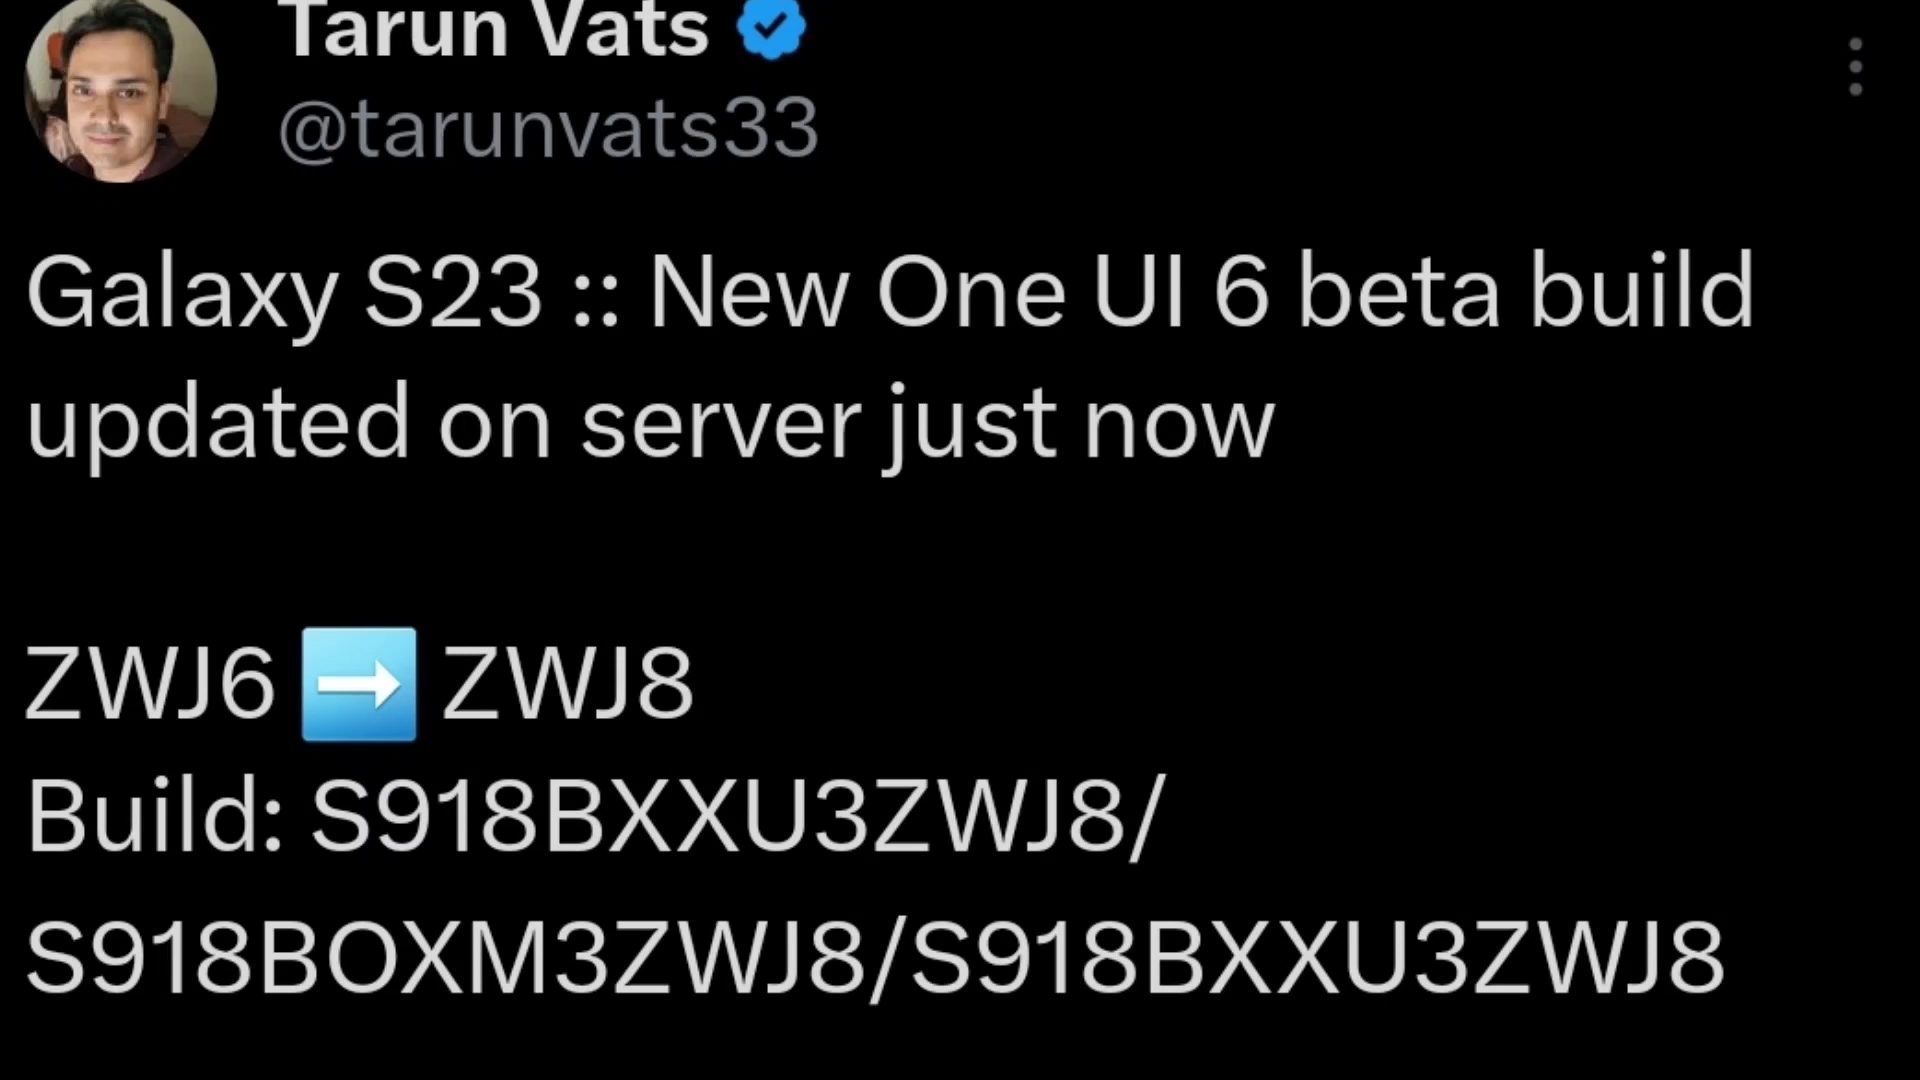 Tarun Vats
@tarunvats33
Galaxy S23 :: New One UI 6 beta build
updated on server just now
ZWJ6 ➡️ ZWJ8
Build: S918BXXU3ZWJ8/
S918BOXM3ZWJ8/S918BXXU3ZWJ8